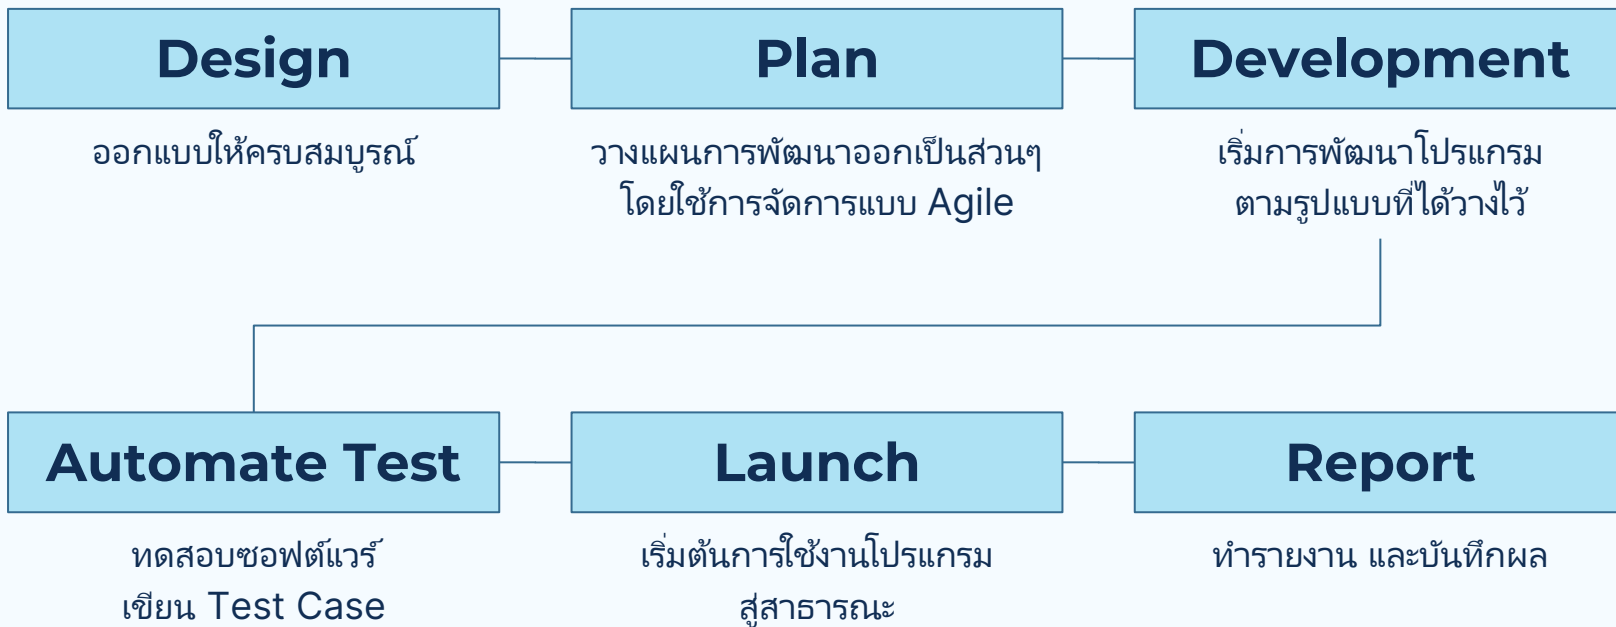 Design
Plan
Development
ออกแบบให้ครบสมบูรณ์
วางแผนการพัฒนาออกเป็นส่วนๆ
โดยใช้การจัดการแบบ Agile
เริ่มการพัฒนาโปรแกรม
ตามรูปแบบที่ได้วางไว้
Automate Test
Launch
Report
ทดสอบซอฟต์แวร์
เขียน Test Case
เริ่มต้นการใช้งานโปรแกรม
สู่สาธารณะ
ทำรายงาน และบันทึกผล